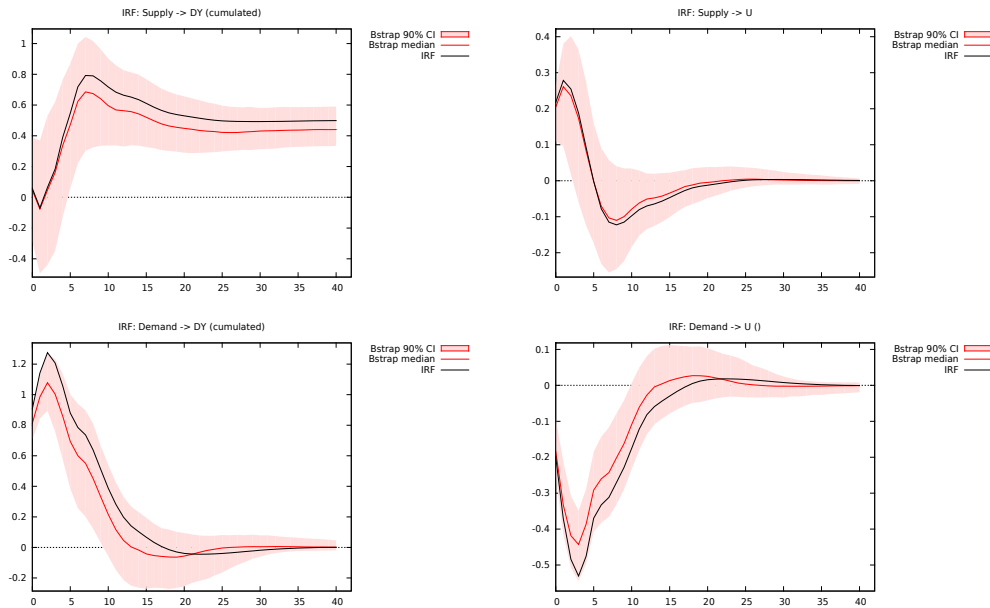 IRF: Supply -> DY (cumulated)
Bstrap 90% CI
Bstrap median
IRF
1
0.8
0.6
0.4
0.2
0
-0.2
-0.4
0 5 10 15 20 25 30 35 40
IRF: Supply -> U
Bstrap 90% CI
Bstrap median
IRF
0.4
0.3
0.2
0.1
0
-0.1
-0.2
0 5 10 15 20 25 30 35 40
IRF: Demand -> DY (cumulated)
Bstrap 90% CI
Bstrap median
IRF
1.2
1
0.8
0.6
0.4
0.2
0
-0.2
0 5 10 15 20 25 30 35 40
IRF: Demand -> U ()
Bstrap 90% CI
Bstrap median
IRF
0.1
0
-0.1
-0.2
-0.3
-0.4
-0.5
0 5 10 15 20 25 30 35 40